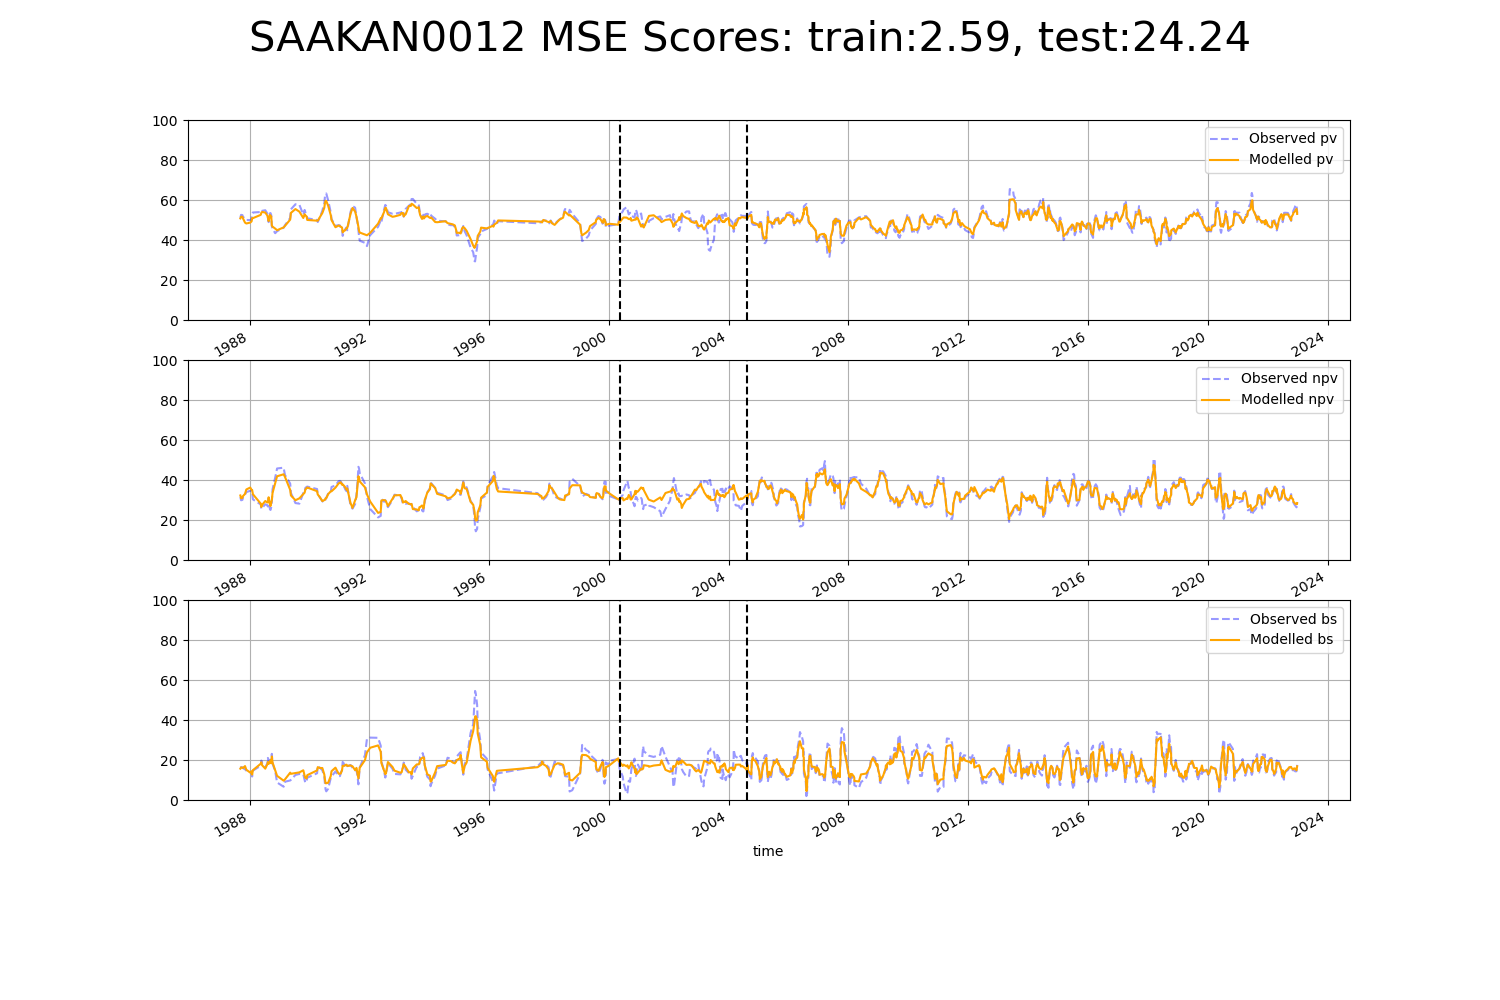 SAAKAN0012 MSE Scores: train:2.59, test:24.24
100
80
60
40
20
0
Observed pv
Modelled pv
1988 1992 1996 2000 2004 2008 2012 2016 2020 2024
100
80
60
40
20
0
Observed npv
Modelled npv
1988 1992 1996 2000 2004 2008 2012 2016 2020 2024
100
80
60
40
20
0
Observed bs
Modelled bs
1988 1992 1996 2000 2004 2008 2012 2016 2020 2024
time